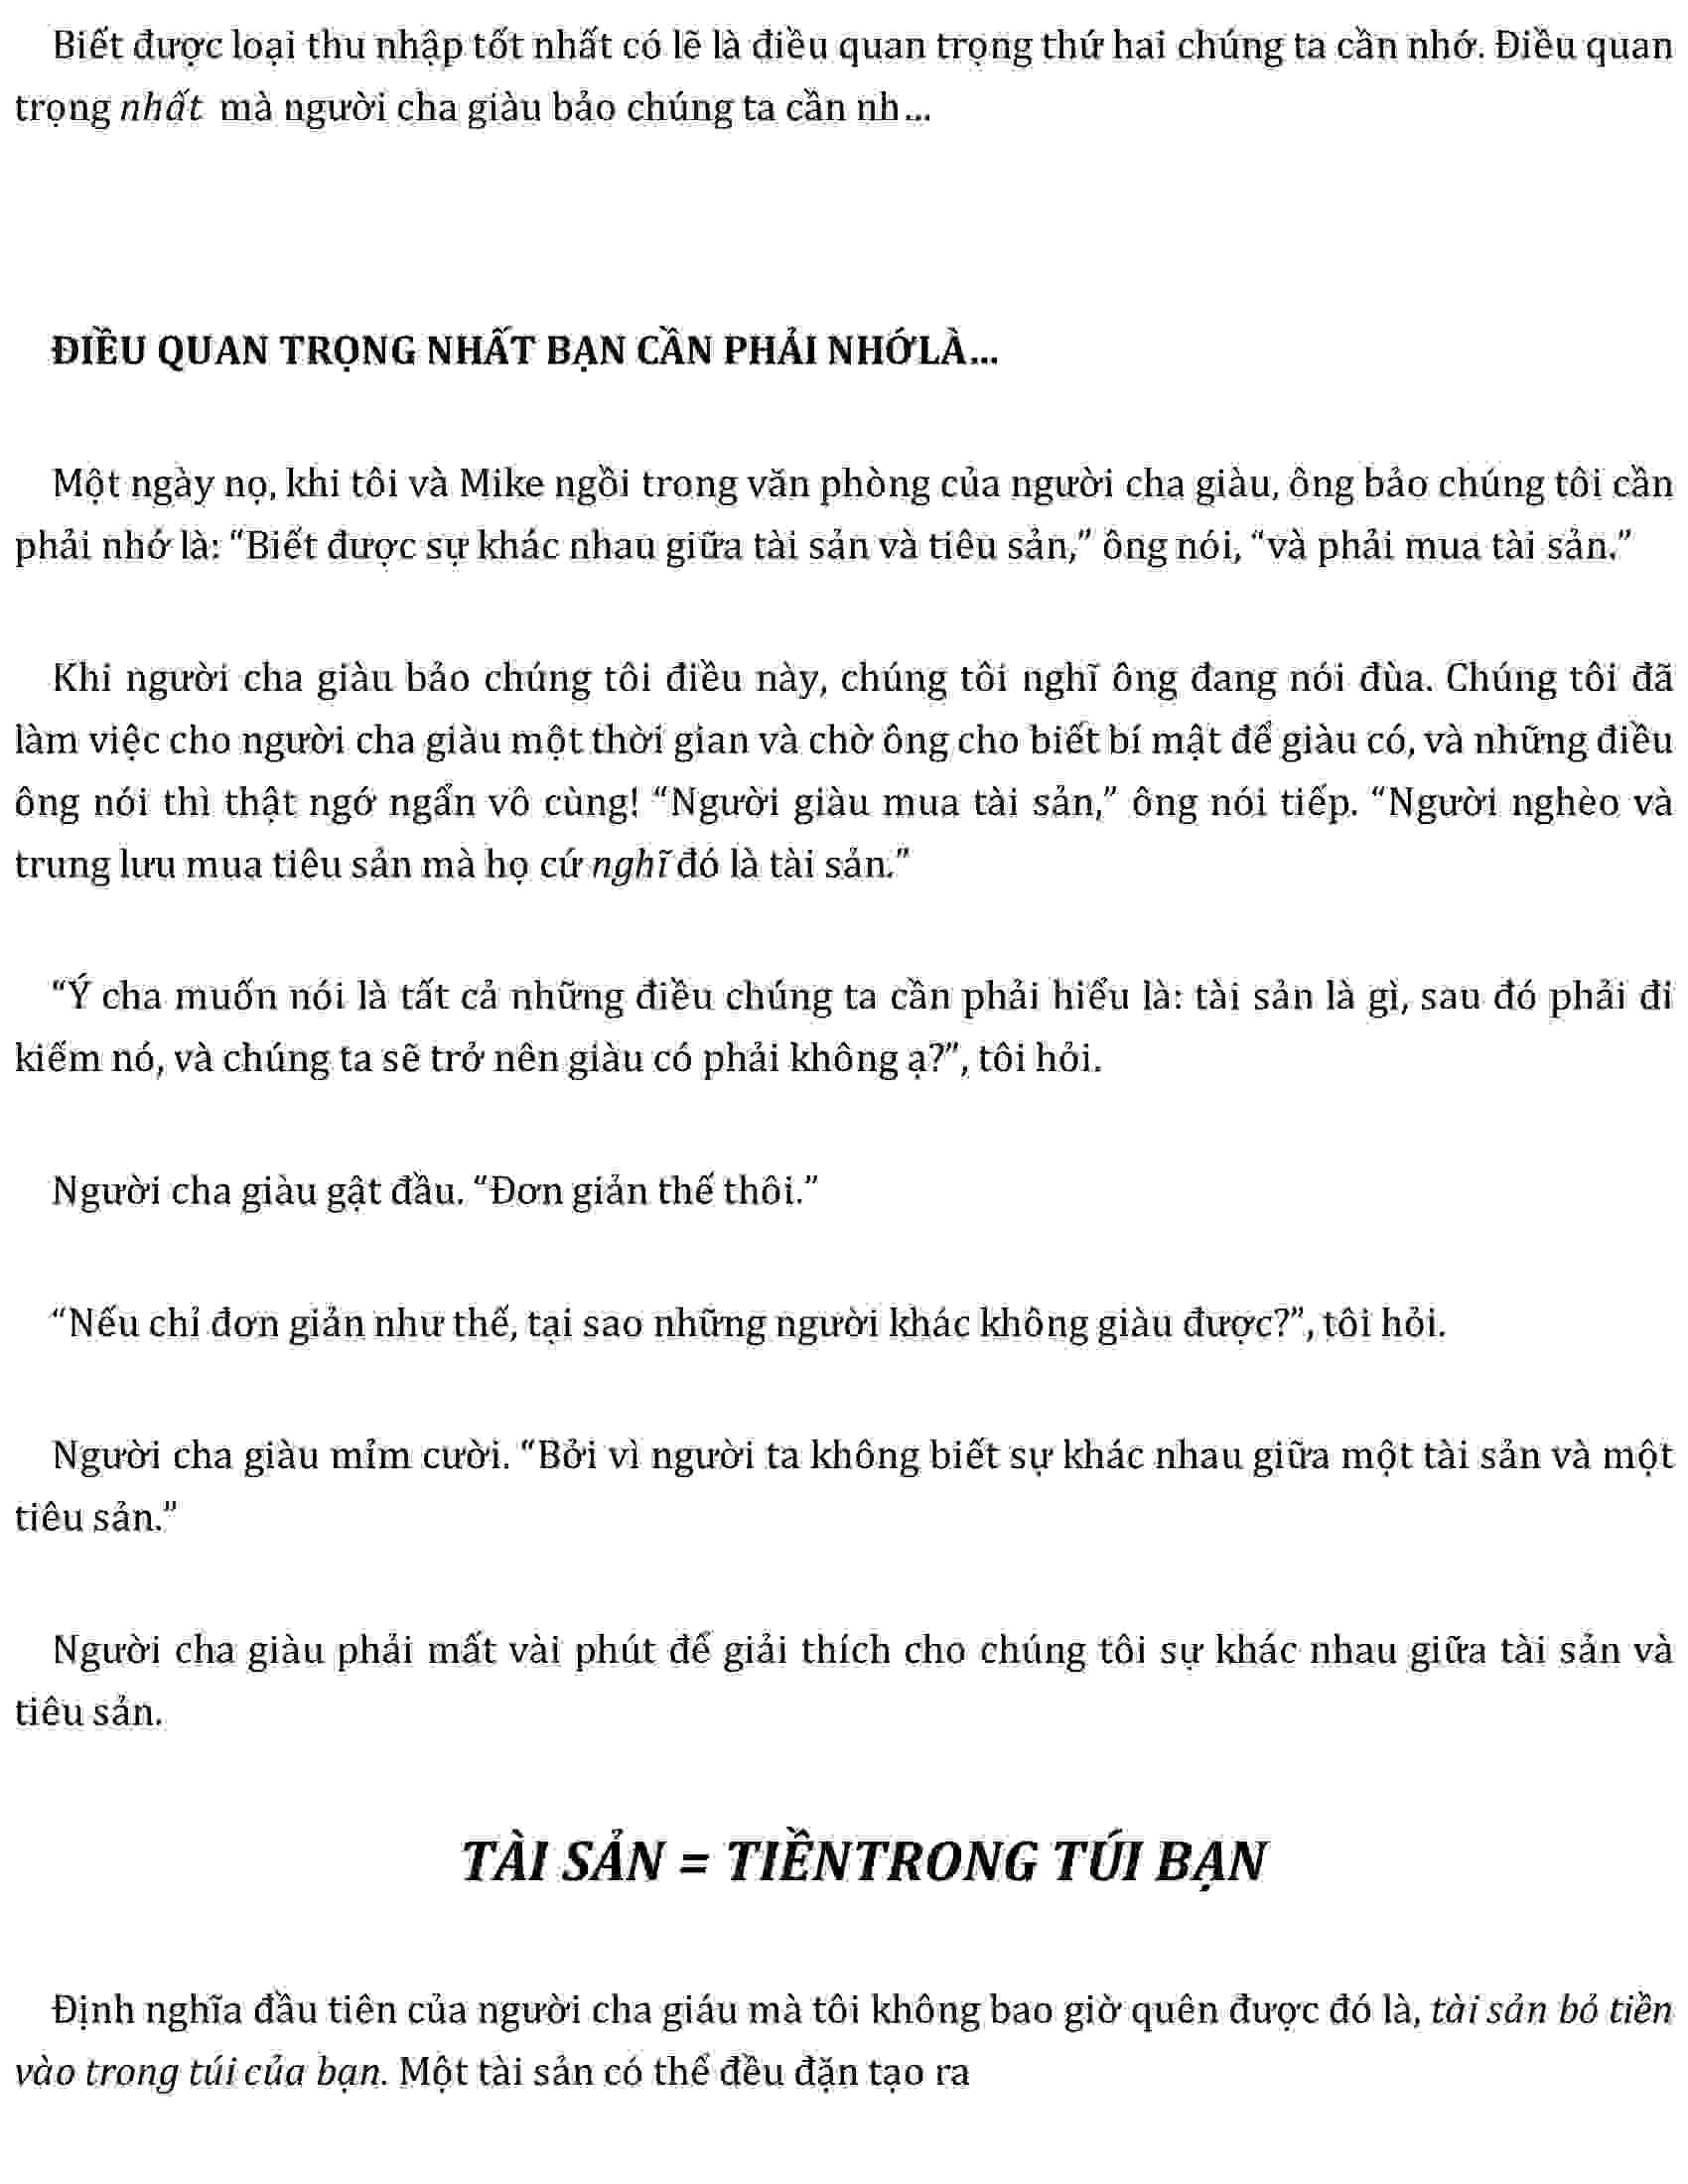 Biết được loại thu nhập tốt nhất có lẽ là điều quan trọng thứ hai chúng ta cần nhớ. Điều quan
trọng nhất mà người cha giàu bảo chúng ta cần nh...
ĐIỀU QUAN TRỌNG NHẤT BẠN CẦN PHẢI NHỚLÀ...
Một ngày nọ, khi tôi và Mike ngồi trong văn phòng của người cha giàu, ông bảo chúng tôi cần
phải nhớ là: “Biết được sự khác nhau giữa tài sản và tiêu sản,” ông nói, “và phải mua tài sản.”
Khi người cha giàu bảo chúng tôi điều này, chúng tôi nghĩ ông đang nói đùa. Chúng tôi đã
làm việc cho người cha giàu một thời gian và chờ ông cho biết bí mật để giàu có, và những điều
ông nói thì thật ngớ ngẩn vô cùng! “Người giàu mua tài sản,” ông nói tiếp. “Người nghèo và
trung lưu mua tiêu sản mà họ cứ nghĩ đó là tài sản.”
“Ý cha muốn nói là tất cả những điều chúng ta cần phải hiểu là: tài sản là gì, sau đó phải đi
kiếm nó, và chúng ta sẽ trở nên giàu có phải không ạ?”, tôi hỏi.
Người cha giàu gật đầu. “Đơn giản thế thôi.”
“Nếu chỉ đơn giản như thế, tại sao những người khác không giàu được?”, tôi hỏi.
Người cha giàu mỉm cười. “Bởi vì người ta không biết sự khác nhau giữa một tài sản và một
tiêu sản.”
Người cha giàu phải mất vài phút để giải thích cho chúng tôi sự khác nhau giữa tài sản và
tiêu sản.
TÀI SẢN = TIỀNTRONG TÚI BẠN
Định nghĩa đầu tiên của người cha giáu mà tôi không bao giờ quên được đó là, tài sản bỏ tiền
vào trong túi của bạn. Một tài sản có thể đều đặn tạo ra